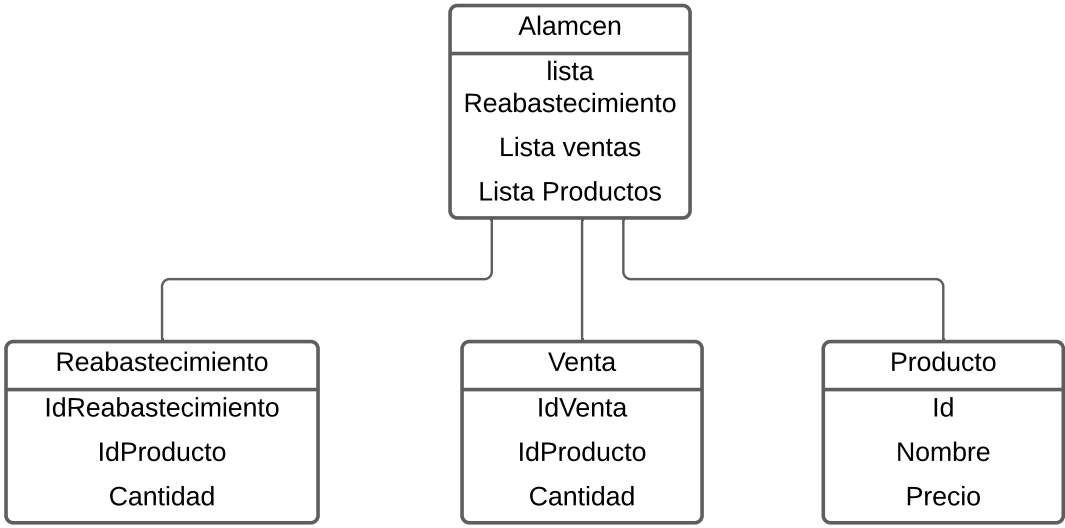 Alamcen
lista
Reabastecimiento
Lista ventas
Lista Productos
Reabastecimiento
IdReabastecimiento
IdProducto
Cantidad
Venta
IdVenta
IdProducto
Cantidad
Producto
Id
Nombre
Precio